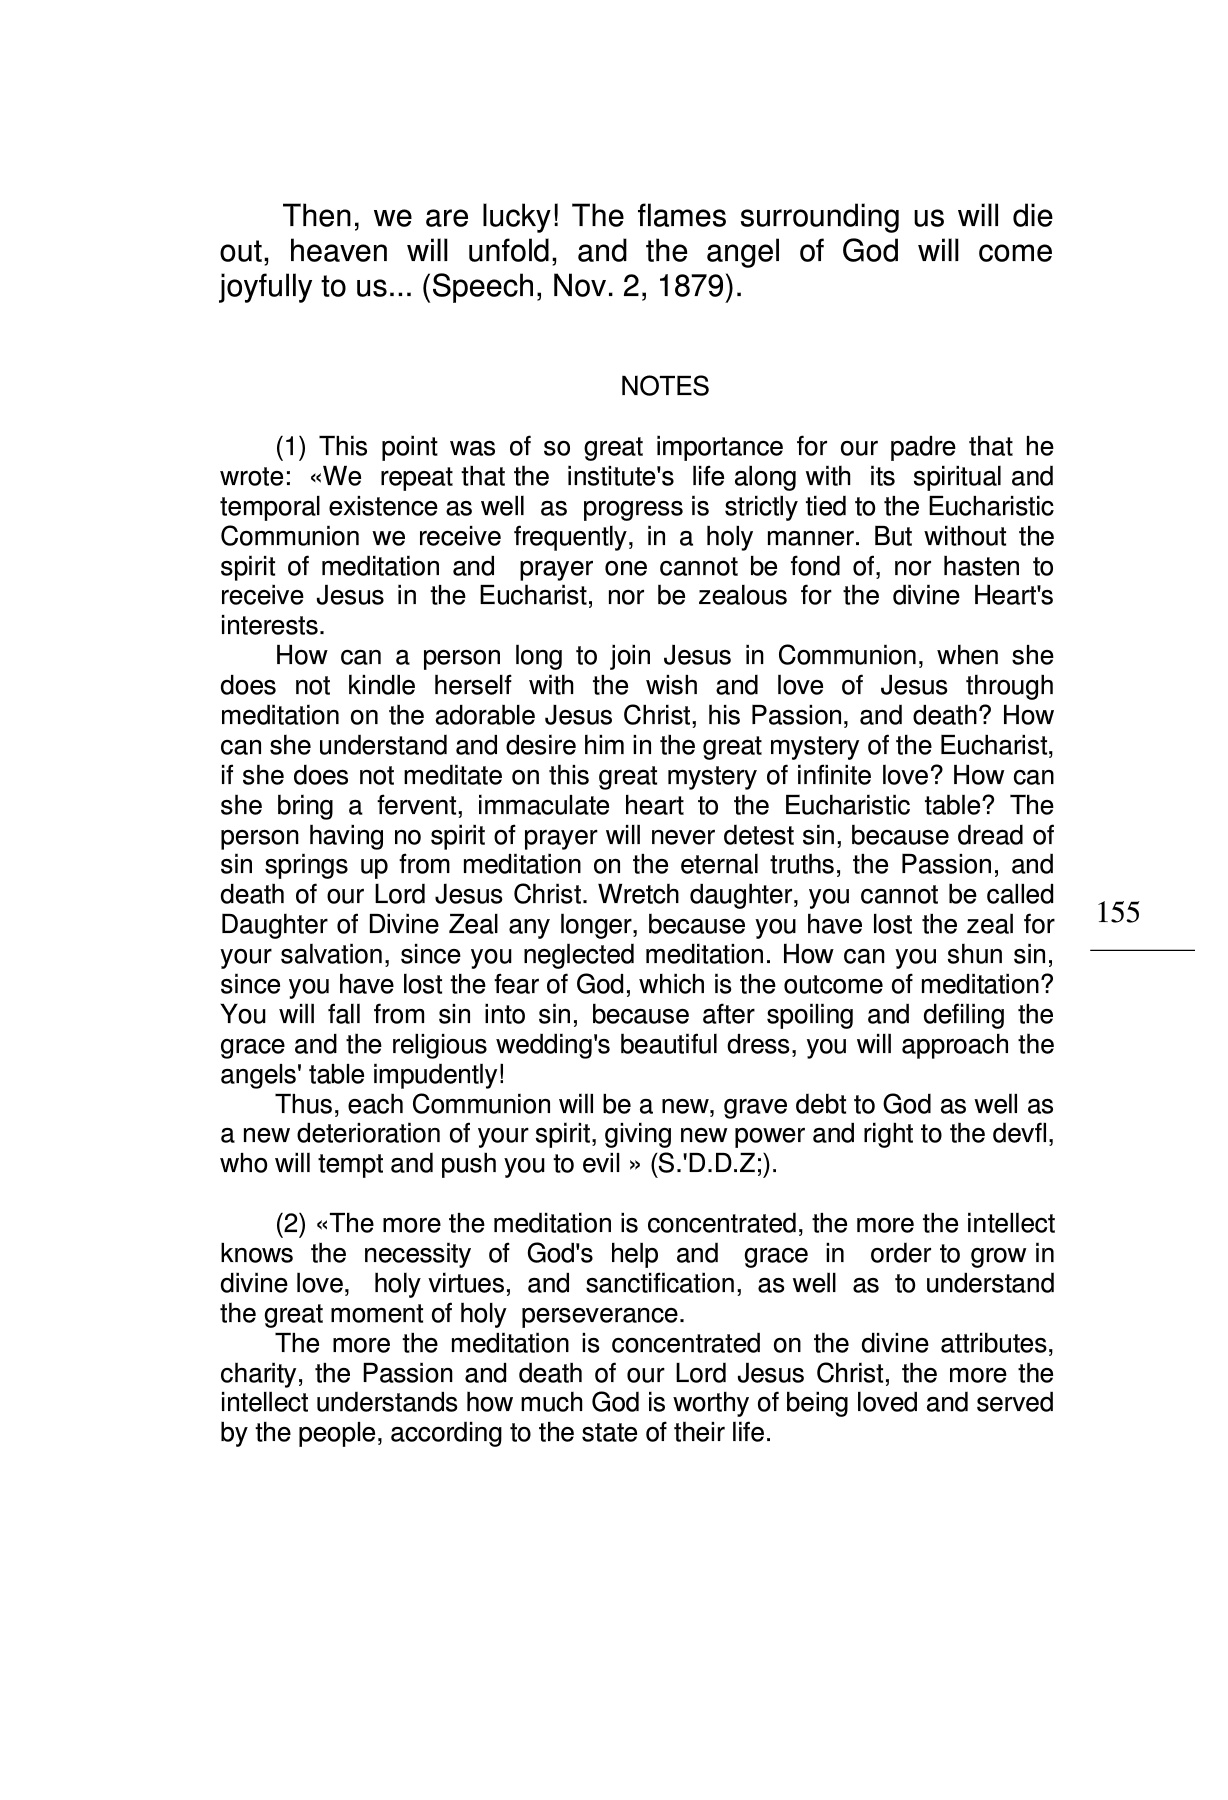 Then, we are lucky! The flames surrounding us will die
out, heaven will unfold, and the angel of God will come
joyfully to us... (Speech, Nov. 2, 1879).
NOTES
(1) This point was of so great importance for our padre that he
wrote: «We repeat that the institute's life along with its spiritual and
temporal existence as well as progress is strictly tied to the Eucharistic
Communion we receive frequently, in a holy manner. But without the
spirit of meditation and prayer one cannot be fond of, nor hasten to
receive Jesus in the Eucharist, nor be zealous for the divine Heart's
interests.
How can a person long to join Jesus in Communion, when she
does not kindle herself with the wish and love of Jesus through
meditation on the adorable Jesus Christ, his Passion, and death? How
can she understand and desire him in the great mystery of the Eucharist,
if she does not meditate on this great mystery of infinite love? How can
she bring a fervent, immaculate heart to the Eucharistic table? The
person having no spirit of prayer will never detest sin, because dread of
sin springs up from meditation on the eternal truths, the Passion, and
death of our Lord Jesus Christ. Wretch daughter, you cannot be called
Daughter of Divine Zeal any longer, because you have lost the zeal for
your salvation, since you neglected meditation. How can you shun sin,
since you have lost the fear of God, which is the outcome of meditation?
You will fall from sin into sin, because after spoiling and defiling the
grace and the religious wedding's beautiful dress, you will approach the
angels' table impudently!
Thus, each Communion will be a new, grave debt to God as well as
a new deterioration of your spirit, giving new power and right to the devfl,
who will tempt and push you to evil » (S.'D.D.Z;).
(2) «The more the meditation is concentrated, the more the intellect
knows the necessity of God's help and grace in order to grow in
divine love, holy virtues, and sanctification, as well as to understand
the great moment of holy perseverance.
The more the meditation is concentrated on the divine attributes,
charity, the Passion and death of our Lord Jesus Christ, the more the
intellect understands how much God is worthy of being loved and served
by the people, according to the state of their life.
155